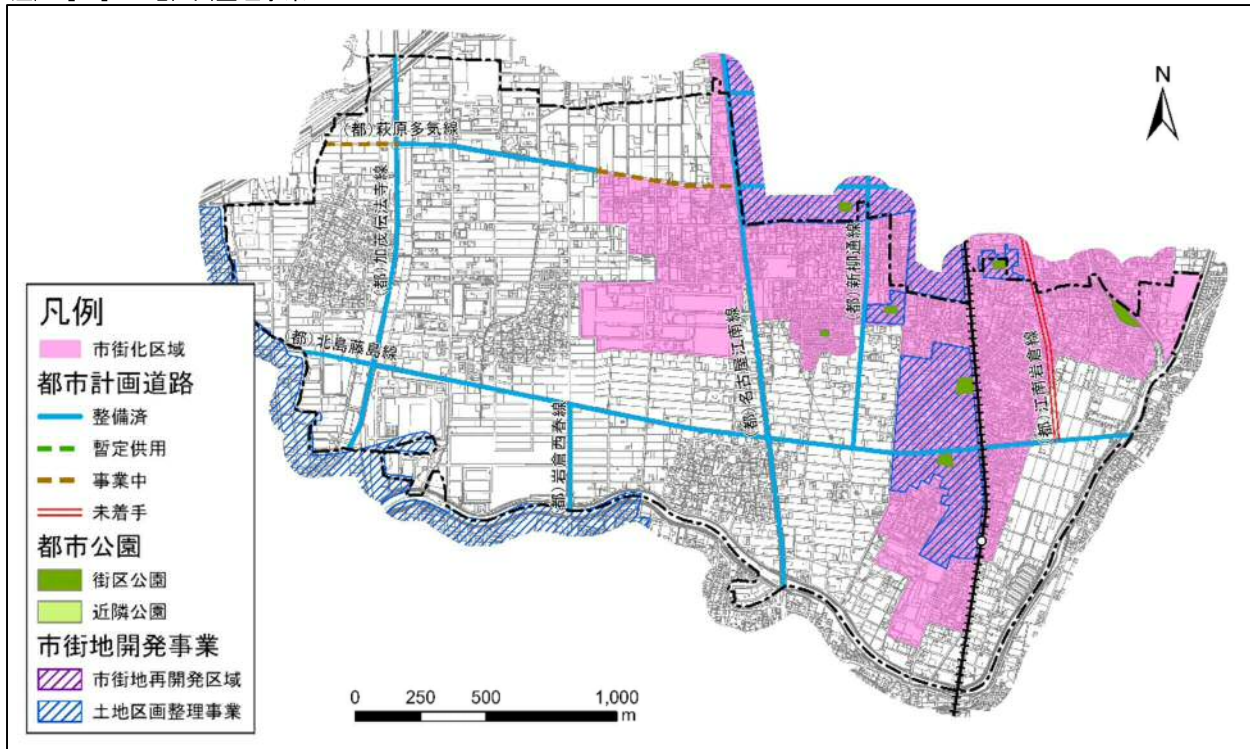 N
(都)萩原多気線
(都)加茂伝法寺線
(都)新柳通線
(都)北島藤島線
(都)名古屋江南線
(都)江南岩倉線
(都)岩倉西春線
凡例
市街化区域
都市計画道路
整備済
暫定供用
事業中
未着手
都市公園
街区公園
近隣公園
市街地開発事業
市街地再開発区域
土地区画整理事業
0 250 500 1,000
m